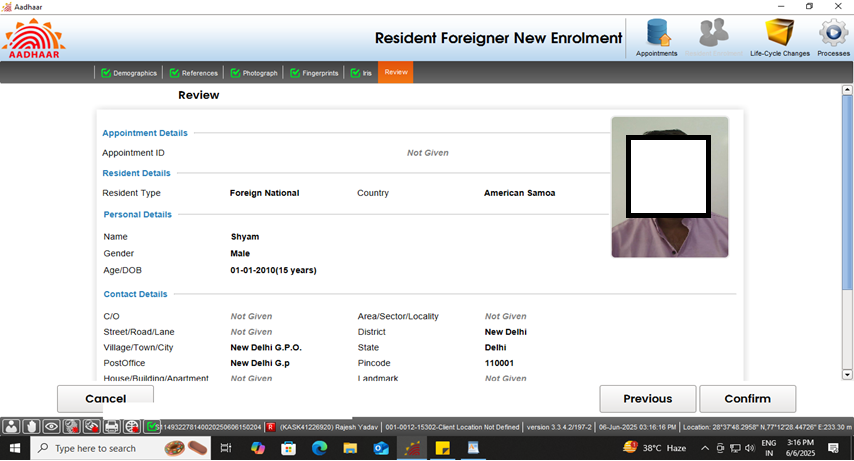 Aadhaar
AADHAAR
Resident Foreigner New Enrolment
Appointments
Life-Cycle Changes
Processes
Demographics
References
Photograph
Fingerprints
Iris
Review
Review
Appointment Details
Appointment ID Not Given
Resident Details
Resident Type Foreign National Country American Samoa
Personal Details
Name Shyam
Gender Male
Age/DOB 01-01-2010(15 years)
Contact Details
C/O Not Given Area/Sector/Locality Not Given
Street/Road/Lane Not Given District New Delhi
Village/Town/City New Delhi G.P.O. State Delhi
PostOffice New Delhi G.p Pincode 110001
House/Building/Apartment Not Given Landmark Not Given
Cancel Previous Confirm
S1149322781400202506061 50204 R (KASK41226920) Rajesh Yadav 001-0012-15302-Client Location Not Defined version 3.3.4.2/197-2 06-Jun-2025 03:16:16 PM Location: 28°37'48.2958" N,77°12'28.44726" E:233.30 m
Type here to search 38°C Haze ENG IN 3:16 PM 6/6/2025